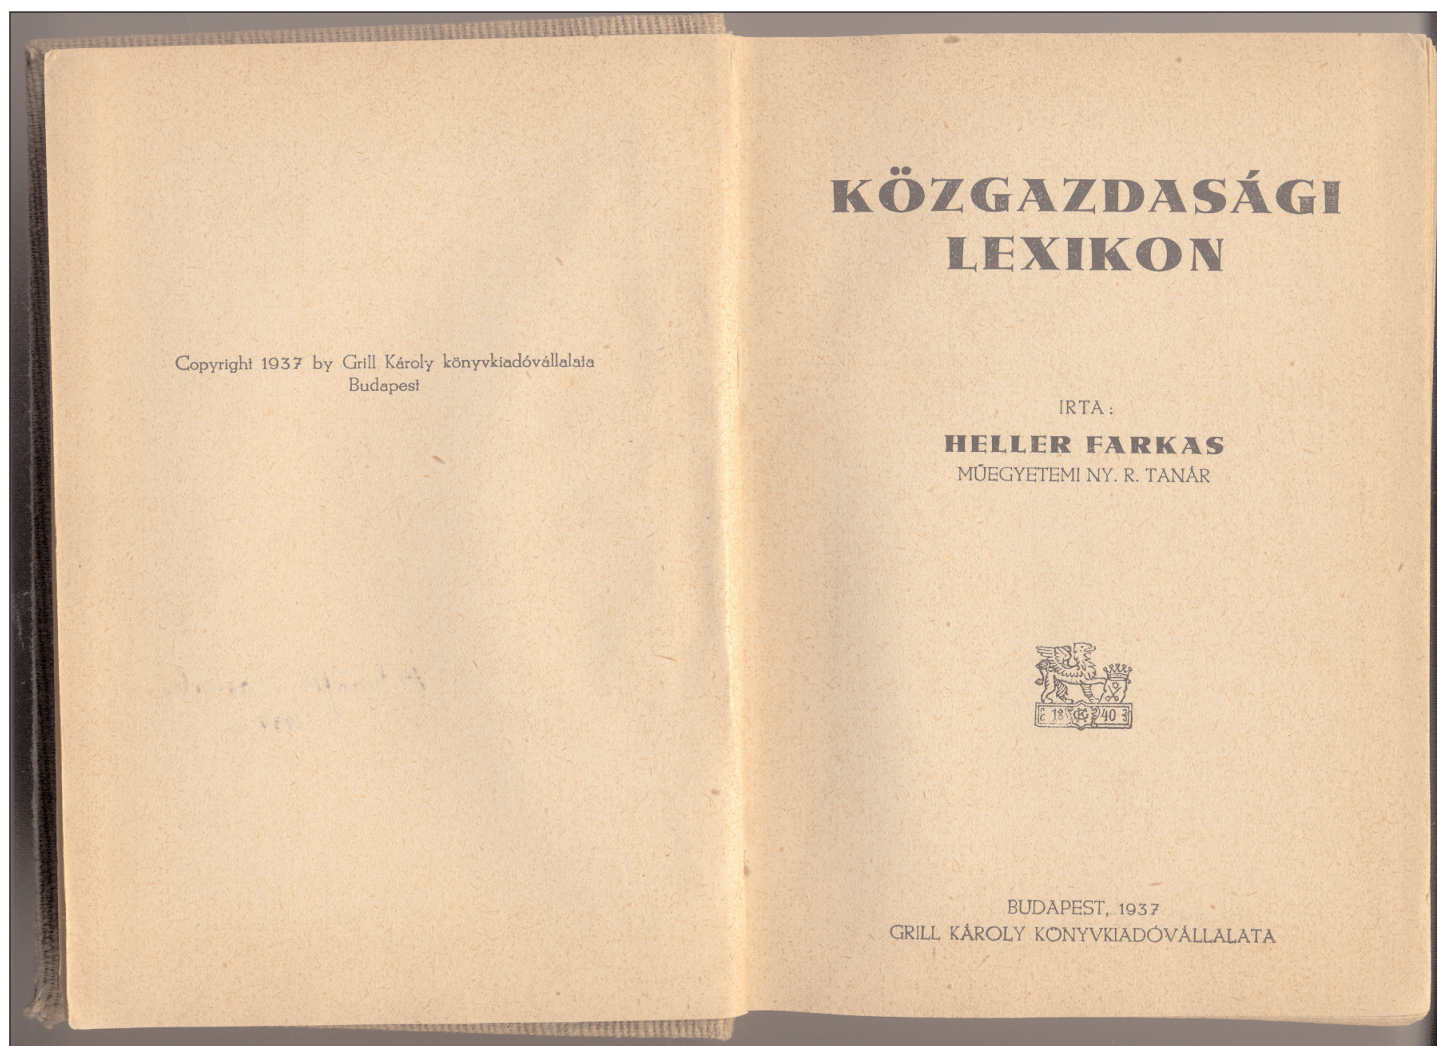 Copyright 1937 by Grill Károly könyvkiadóvállalata
Budapest
KÖZGAZDASÁGI
LEXIKON
IRTA:
HELLER FARKAS
MŰEGYETEMI NY. R. TANÁR
BUDAPEST, 1937
GRILL KÁROLY KÖNYVKIADÓVÁLLALATA